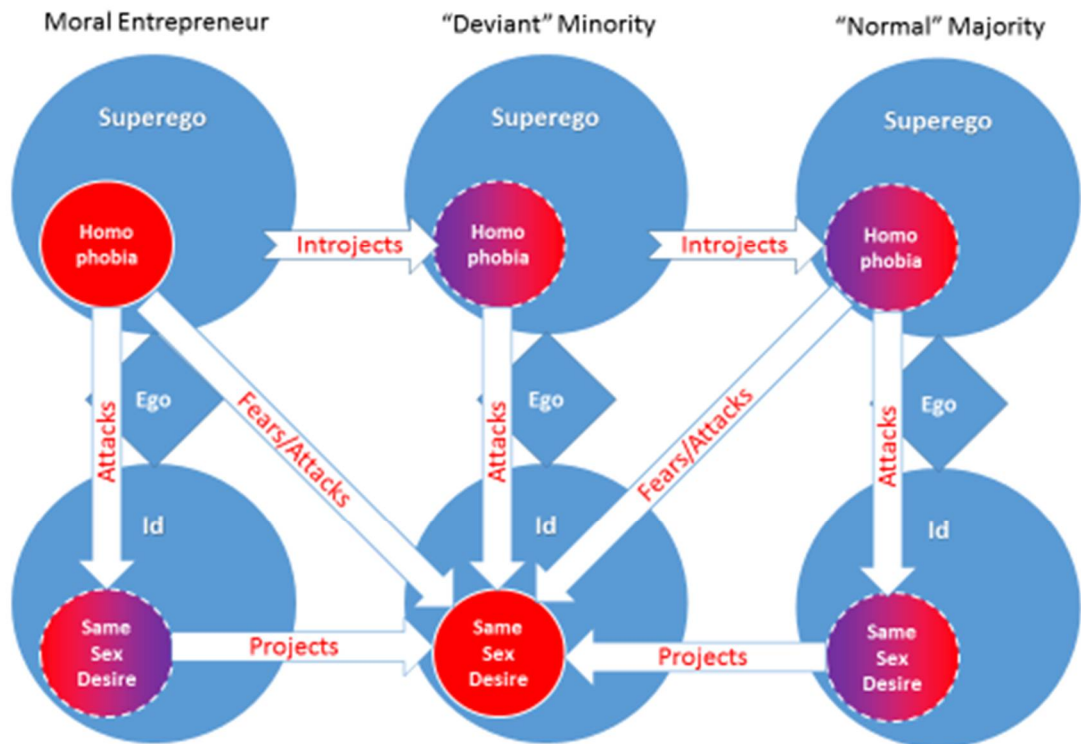 Moral Entrepreneur
“Deviant” Minority
“Normal” Majority
Superego
Superego
Superego
Homo
phobia
Introjects
Homo
phobia
Introjects
Homo
phobia
Attacks
Ego
Fears/Attacks
Attacks
Ego
Fears/Attacks
Attacks
Ego
Id
Id
Id
Same
Sex
Desire
Projects
Same
Sex
Desire
Projects
Same
Sex
Desire